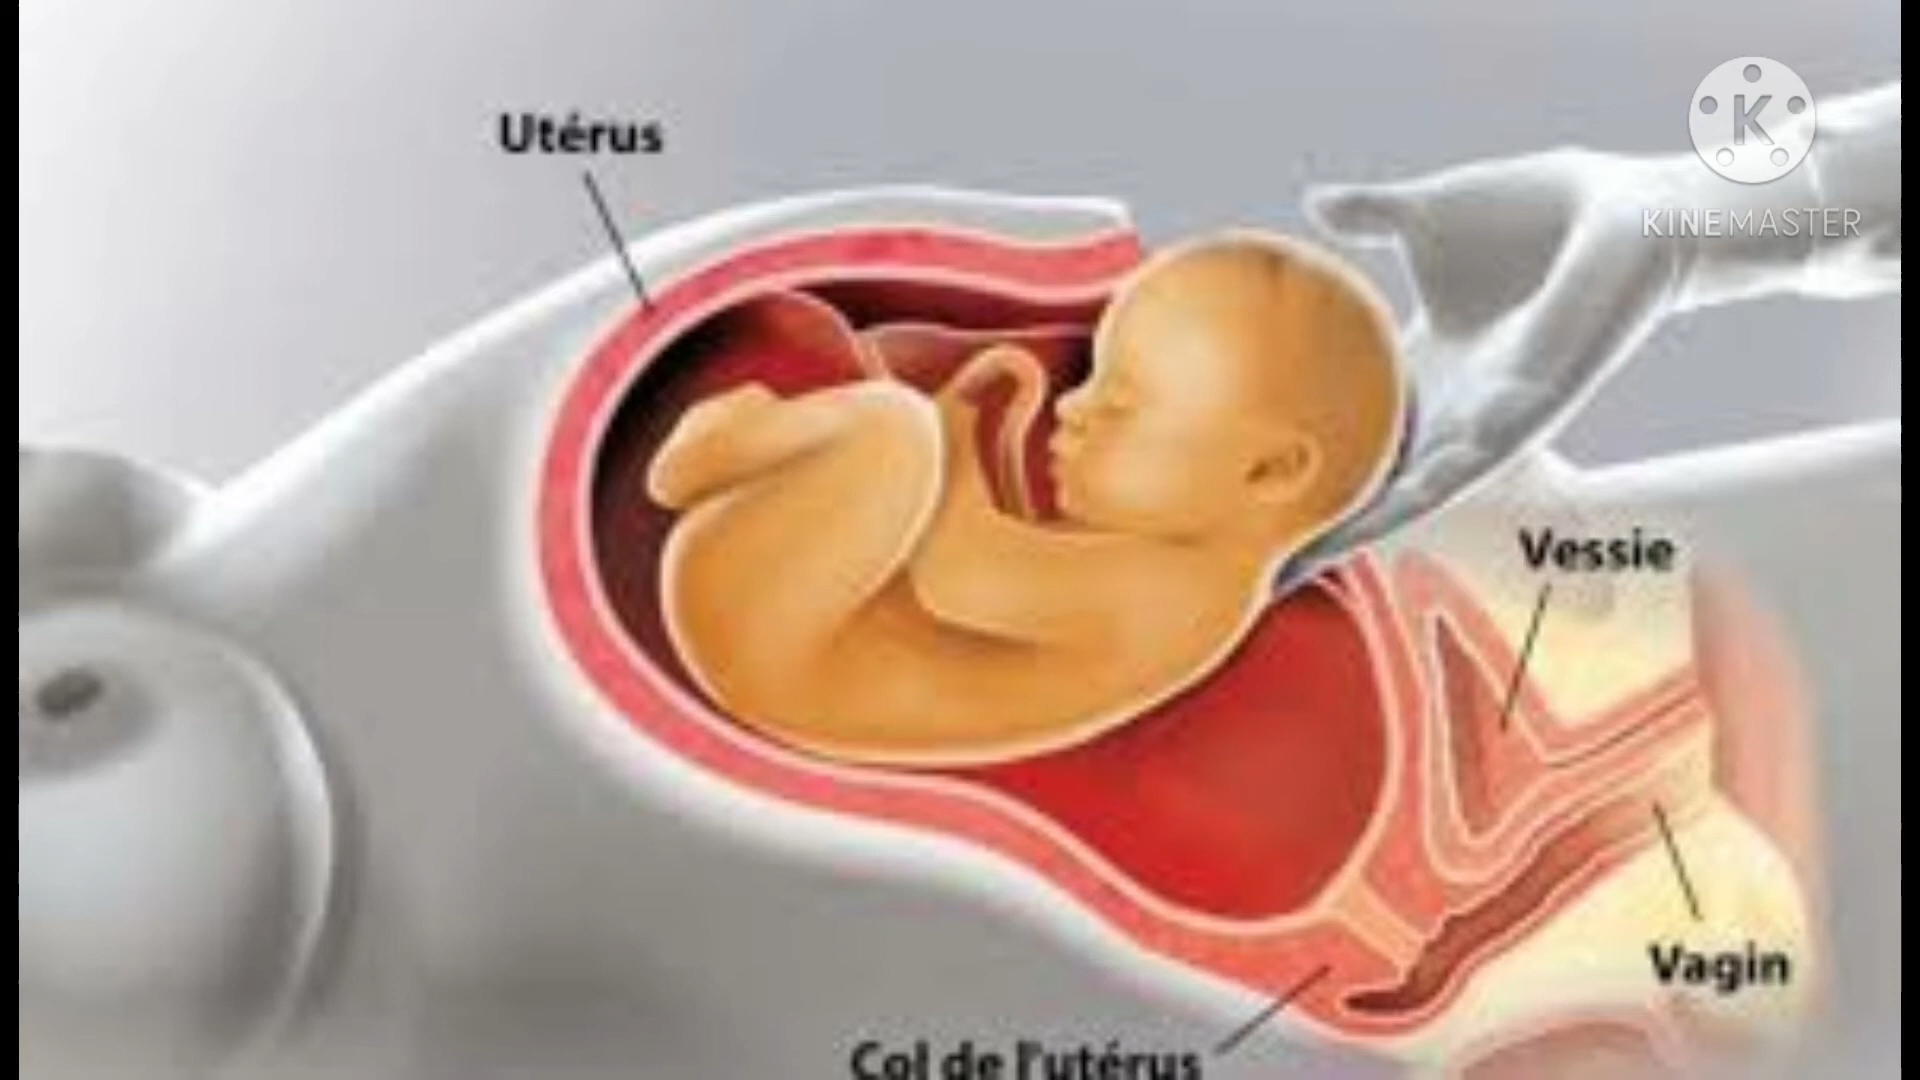 Utérus
K
KINEMASTER
Vessie
Vagin
Col de l'utérus